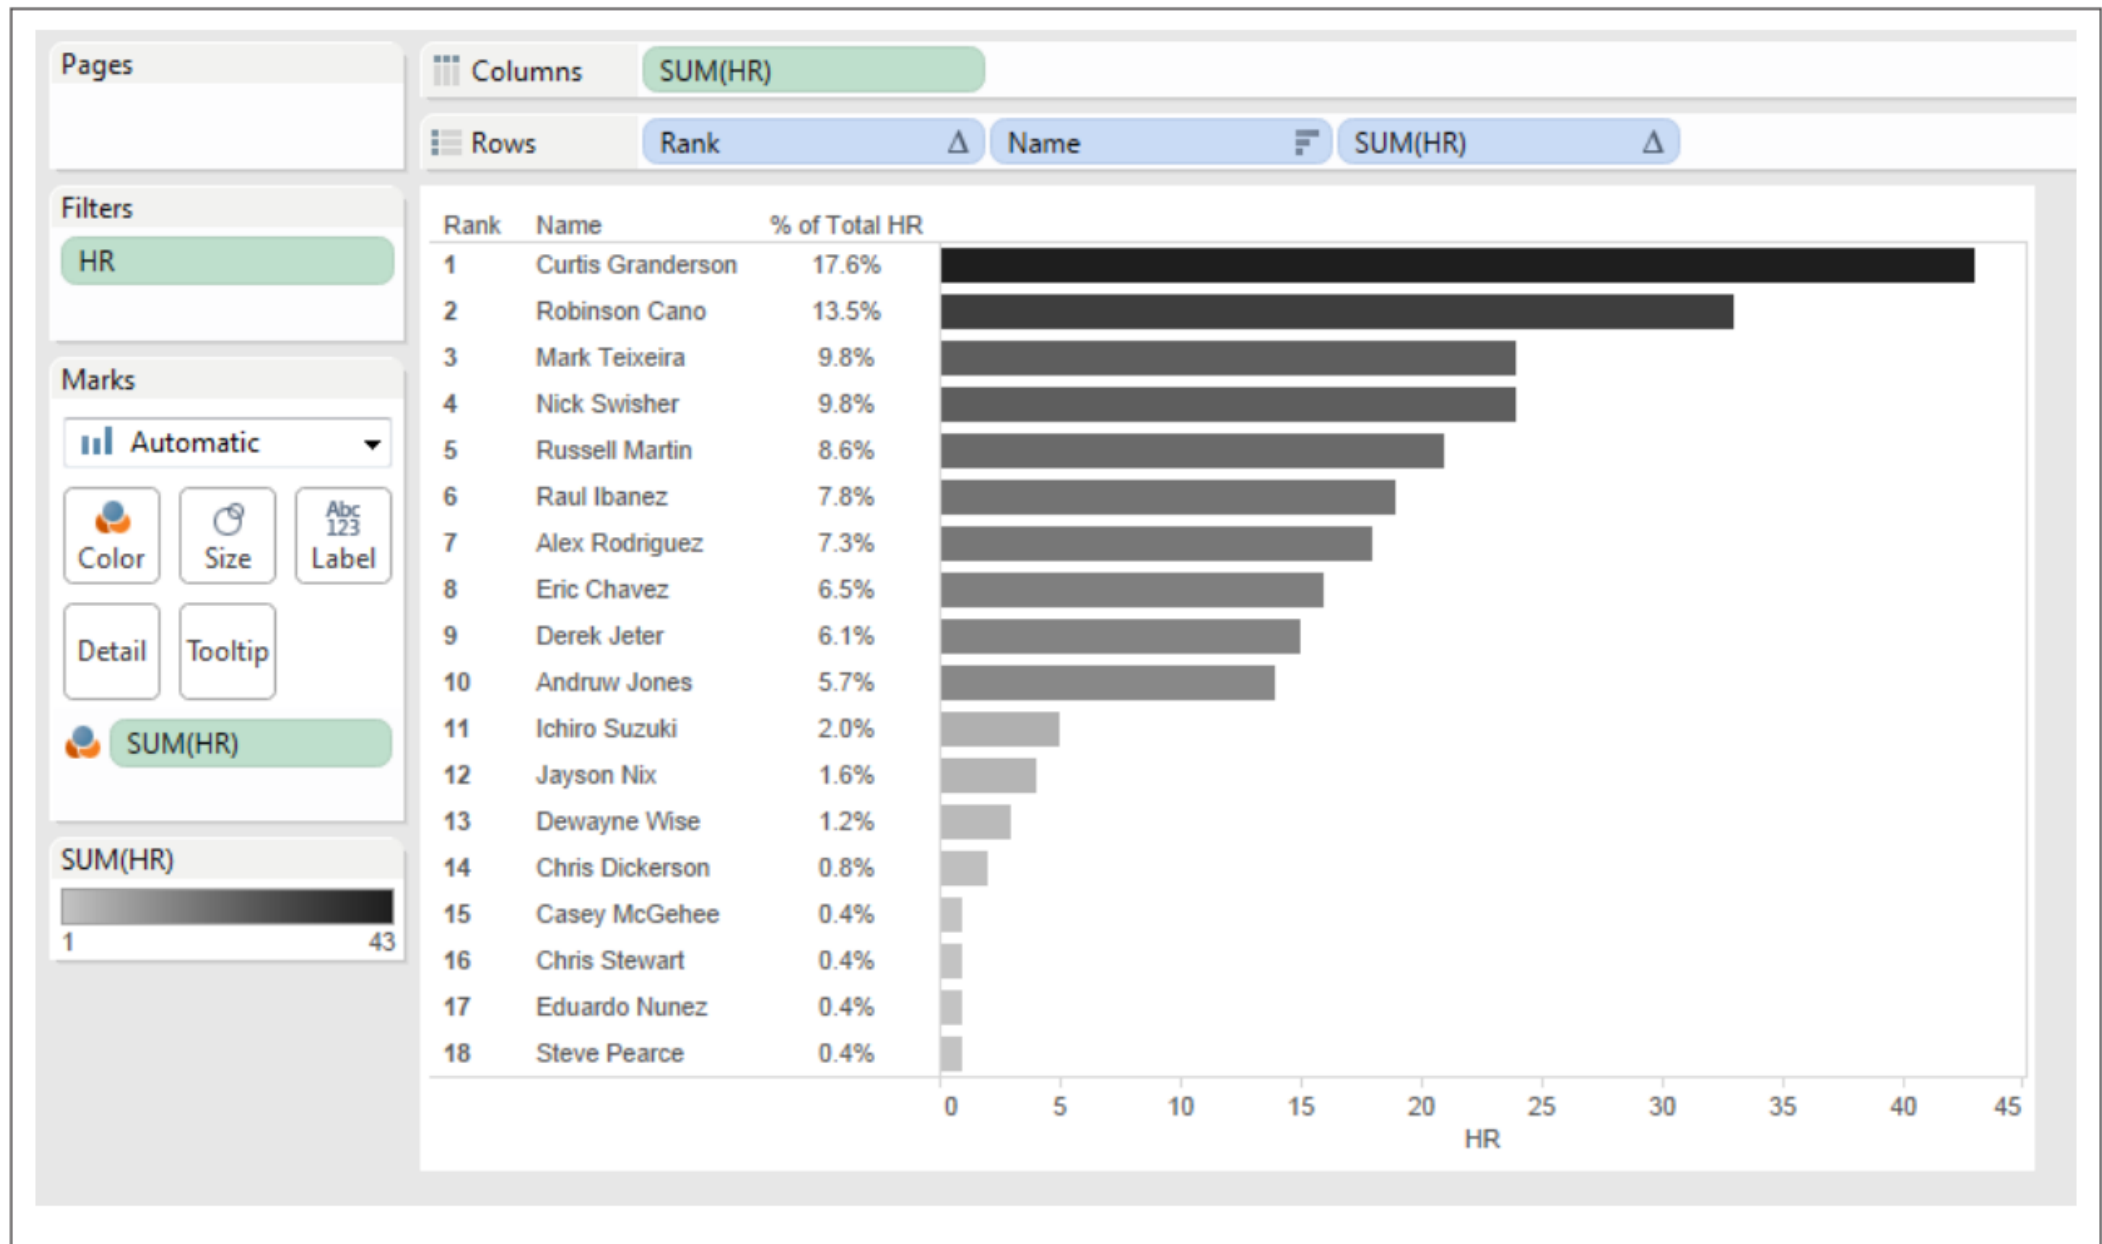 Pages
Columns SUM(HR)
Rows Rank Δ Name SUM(HR) Δ
Filters
HR
Marks
Automatic
Color Size Abc 123 Label
Detail Tooltip
SUM(HR)
SUM(HR)
1 43
Rank Name % of Total HR
1 Curtis Granderson 17.6%
2 Robinson Cano 13.5%
3 Mark Teixeira 9.8%
4 Nick Swisher 9.8%
5 Russell Martin 8.6%
6 Raul Ibanez 7.8%
7 Alex Rodriguez 7.3%
8 Eric Chavez 6.5%
9 Derek Jeter 6.1%
10 Andruw Jones 5.7%
11 Ichiro Suzuki 2.0%
12 Jayson Nix 1.6%
13 Dewayne Wise 1.2%
14 Chris Dickerson 0.8%
15 Casey McGehee 0.4%
16 Chris Stewart 0.4%
17 Eduardo Nunez 0.4%
18 Steve Pearce 0.4%
0 5 10 15 20 25 30 35 40 45
HR